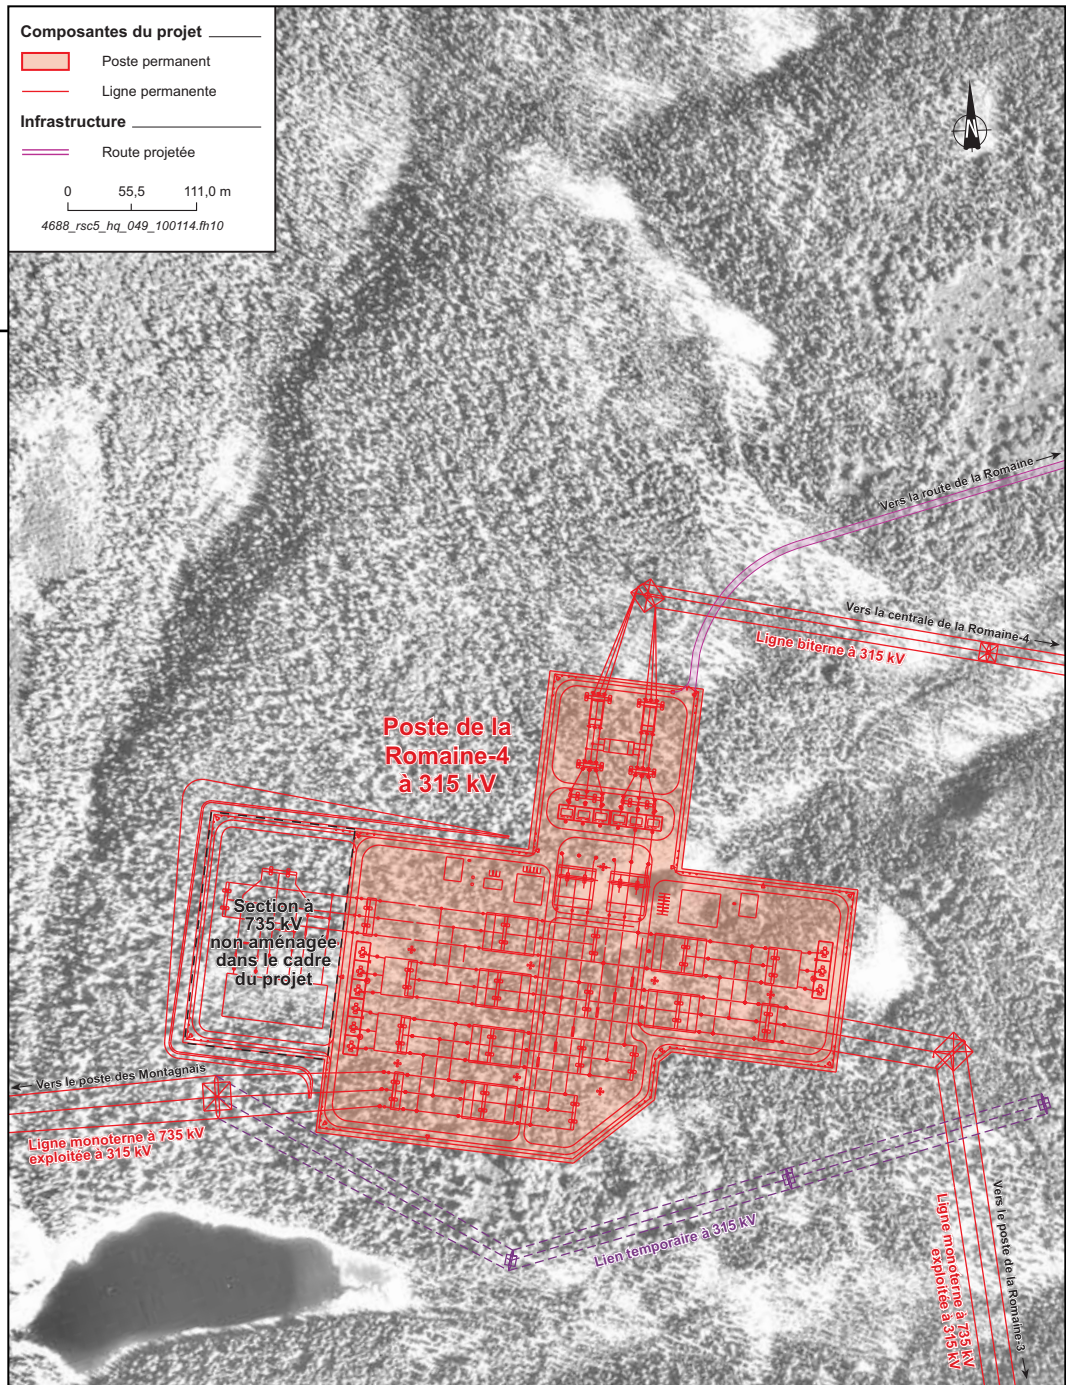 Composantes du projet
Poste permanent
Ligne permanente
Infrastructure
Route projetée
0 55,5 111,0 m
4688_rsc5_hq_049_100114.fh10
N
Vers la route de la Romaine
Vers la centrale de la Romaine-4
Ligne biterne à 315 kV
Poste de la
Romaine-4
à 315 kV
Section à
735 kV
non aménagée
dans le cadre
du projet
Vers le poste des Montagnais
Ligne monoterne à 735 kV
exploitée à 315 kV
Lien temporaire à 315 kV
Ligne monoterne à 735 kV
exploitée à 315 kV
Vers le poste de la Romaine-3